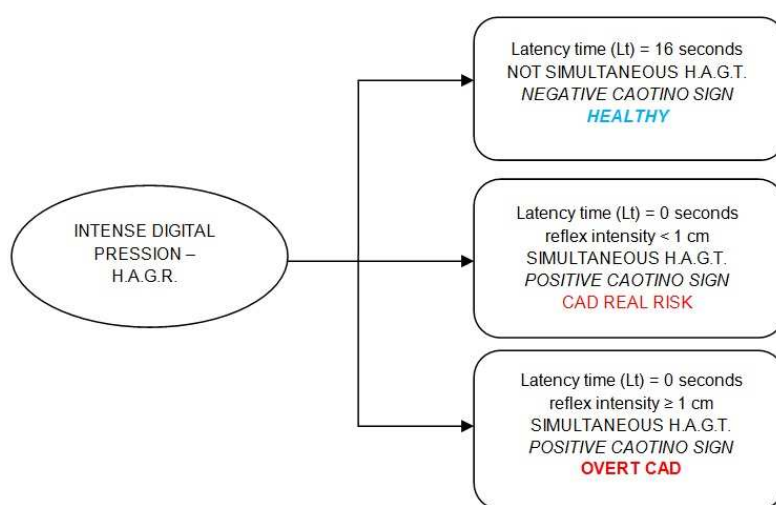 INTENSE DIGITAL
PRESSION –
H.A.G.R.
Latency time (Lt) = 16 seconds
NOT SIMULTANEOUS H.A.G.T.
NEGATIVE CAOTINO SIGN
HEALTHY
Latency time (Lt) = 0 seconds
reflex intensity < 1 cm
SIMULTANEOUS H.A.G.T.
POSITIVE CAOTINO SIGN
CAD REAL RISK
Latency time (Lt) = 0 seconds
reflex intensity ≥ 1 cm
SIMULTANEOUS H.A.G.T.
POSITIVE CAOTINO SIGN
OVERT CAD